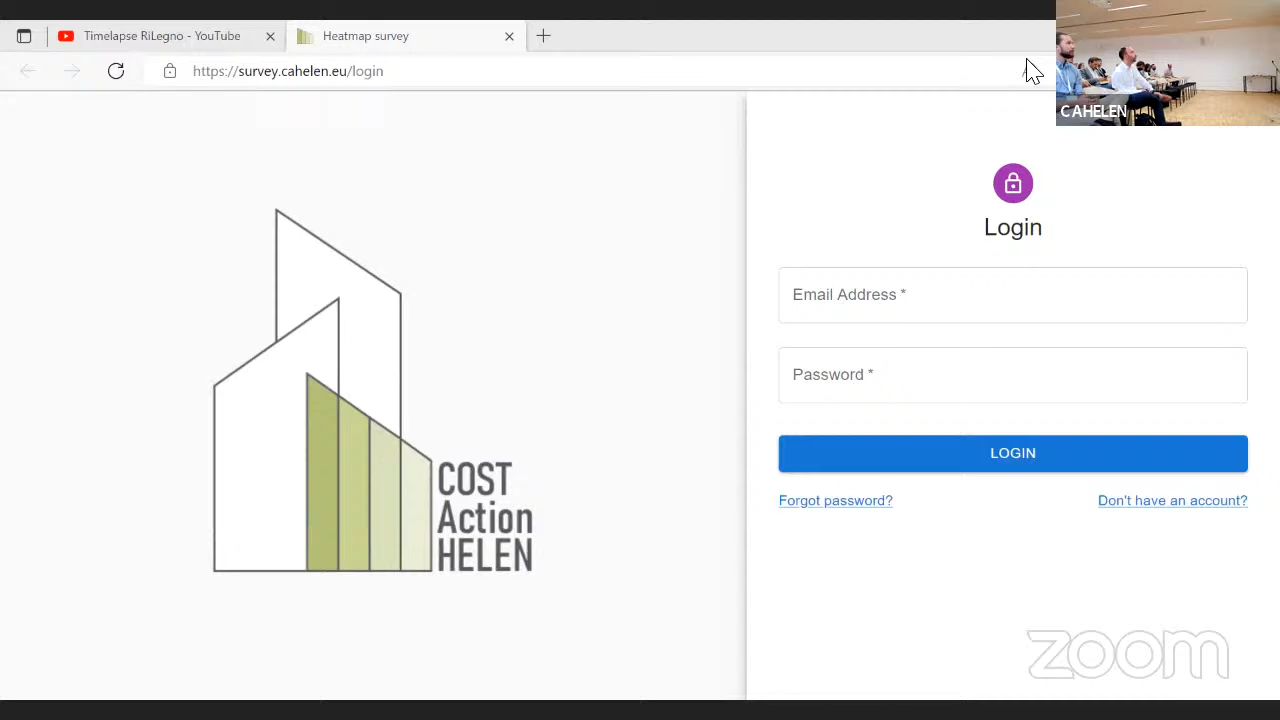 Timelapse RiLegno - YouTube
Heatmap survey
https://survey.cahelen.eu/login
CAHELEN
Login
Email Address *
Password *
LOGIN
Forgot password?
Don't have an account?
COST
Action
HELEN
zoom